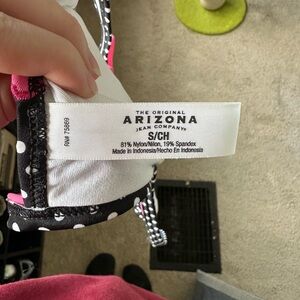 RN# 75869
THE ORIGINAL
ARIZONA
JEAN COMPANY®
S/CH
81% Nylon/Nilon, 19% Spandex
Made in Indonesia/Hecho En Indonesia